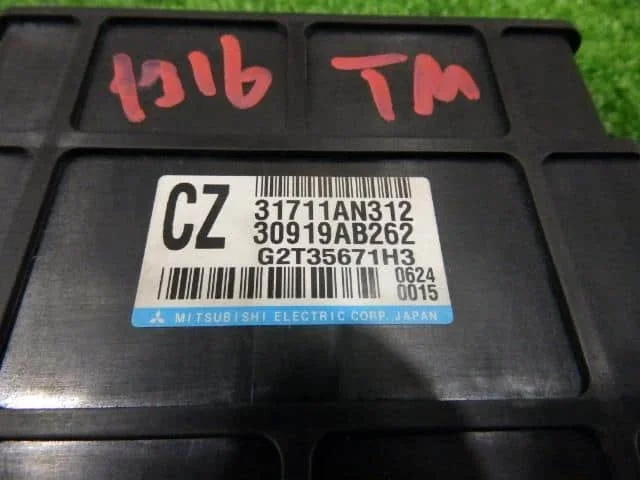 1316 TM
CZ
31711AN312
30919AB262
G2T35671H3
0624
0015
MITSUBISHI ELECTRIC CORP. JAPAN